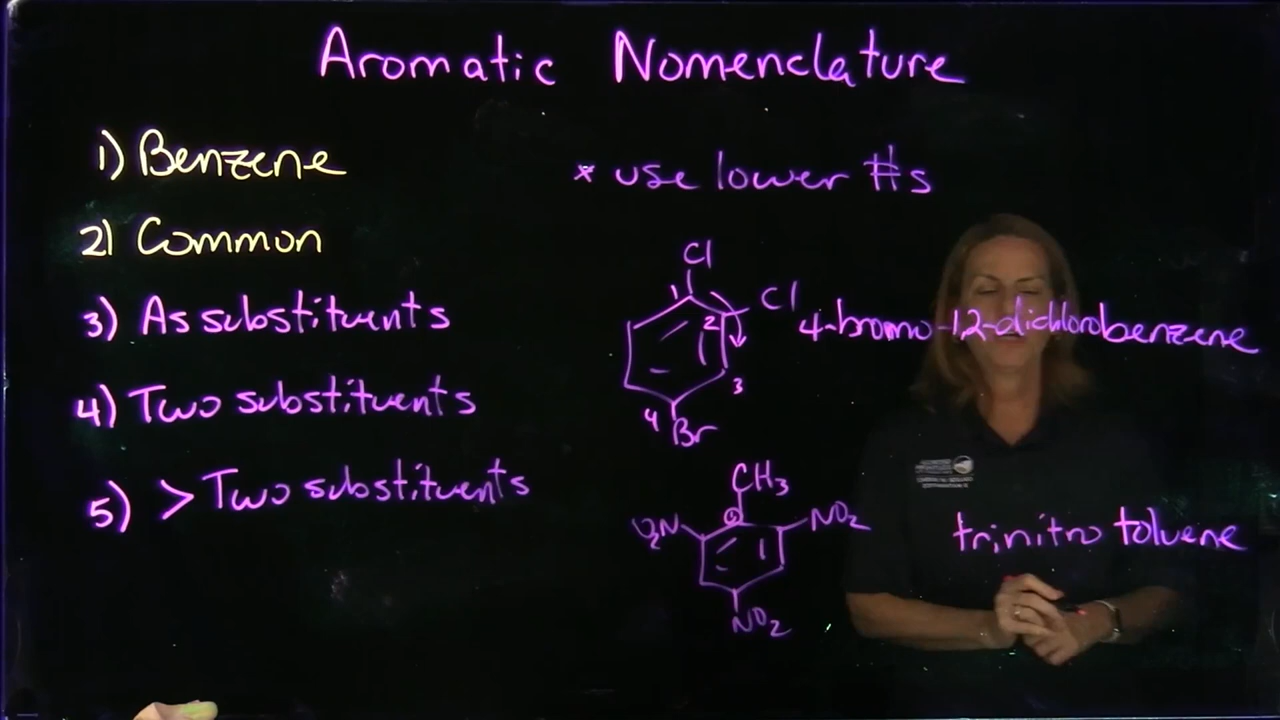 Aromatic Nomenclature
1) Benzene
2) Common
3) As substituents
4) Two substituents
5) > Two substituents
* use lower #s
Cl
1
Cl
2
3
4
Br
4-bromo-1,2-dichlorobenzene
CH3
O2N
NO2
NO2
trinitro toluene